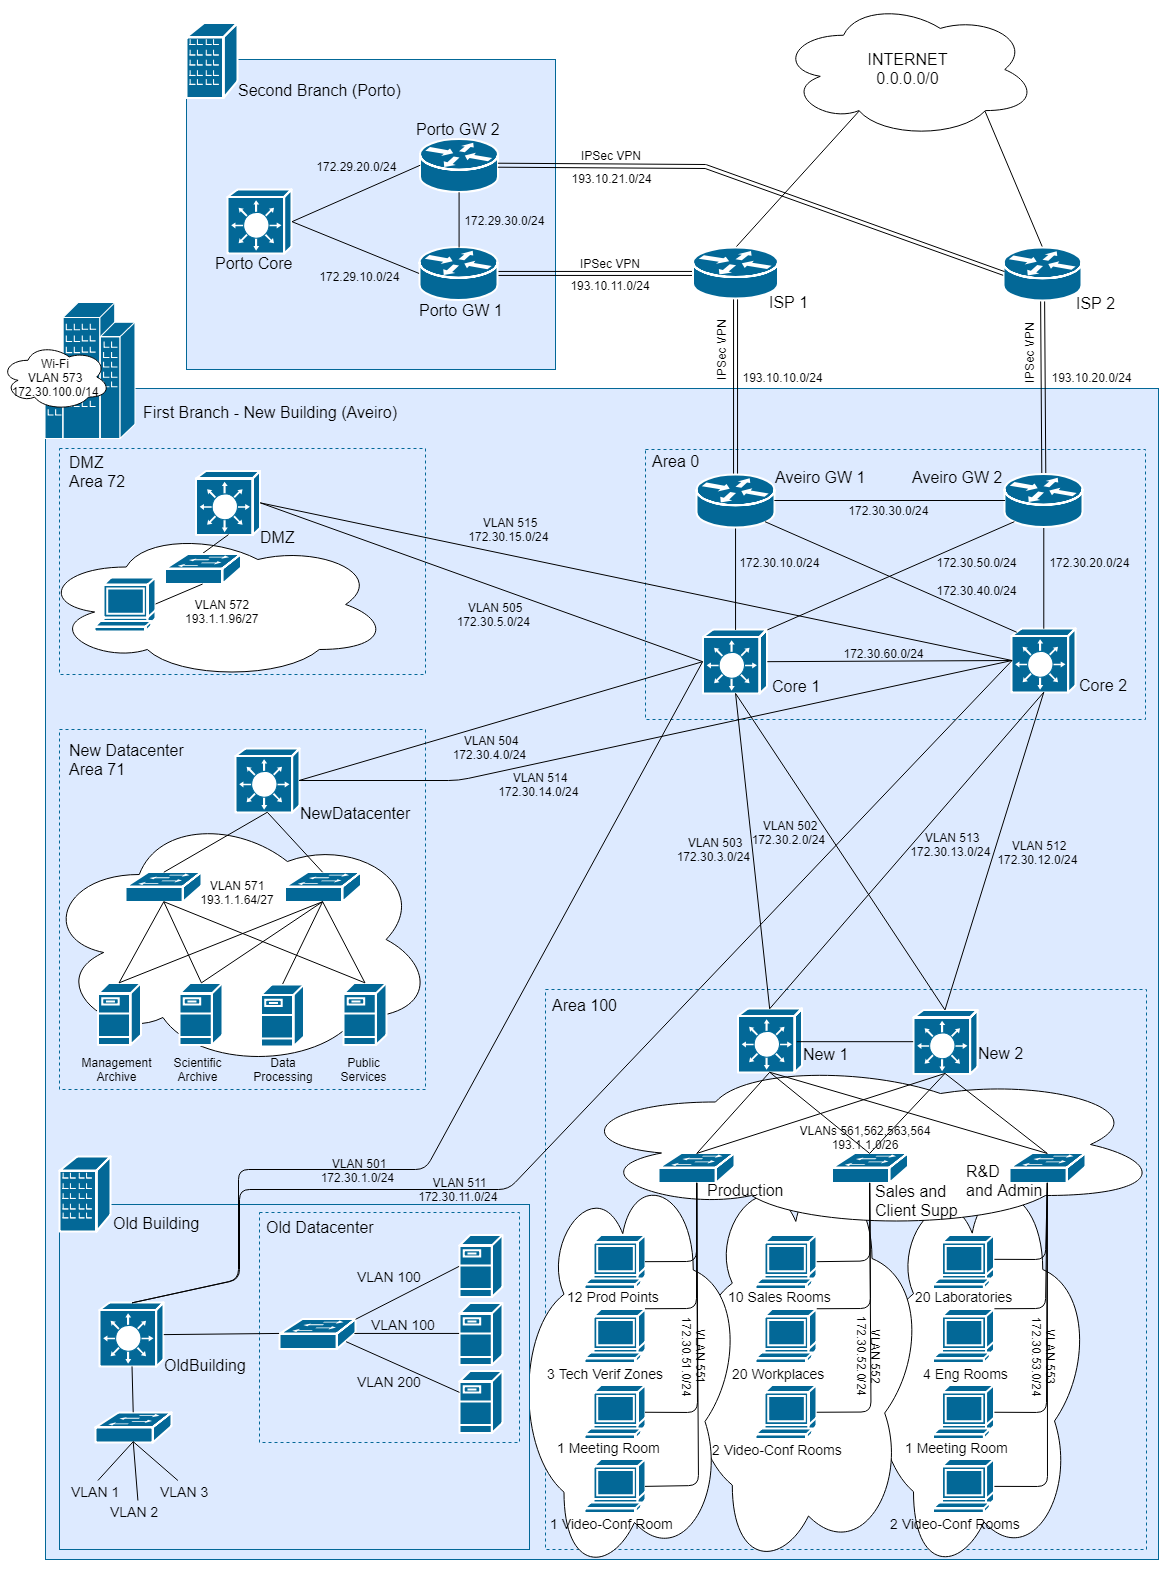 INTERNET
0.0.0.0/0
Second Branch (Porto)
Porto GW 2
172.29.20.0/24
IPSec VPN
193.10.21.0/24
172.29.30.0/24
Porto Core
172.29.10.0/24
Porto GW 1
IPSec VPN
193.10.11.0/24
ISP 1
ISP 2
IPSec VPN
193.10.10.0/24
IPSec VPN
193.10.20.0/24
Wi-Fi
VLAN 573
172.30.100.0/14
First Branch - New Building (Aveiro)
DMZ
Area 72
DMZ
VLAN 572
193.1.1.96/27
VLAN 515
172.30.15.0/24
VLAN 505
172.30.5.0/24
Area 0
Aveiro GW 1
Aveiro GW 2
172.30.30.0/24
172.30.10.0/24
172.30.50.0/24
172.30.20.0/24
172.30.40.0/24
172.30.60.0/24
Core 1
Core 2
New Datacenter
Area 71
NewDatacenter
VLAN 504
172.30.4.0/24
VLAN 514
172.30.14.0/24
VLAN 571
193.1.1.64/27
Management
Archive
Scientific
Archive
Data
Processing
Public
Services
VLAN 503
172.30.3.0/24
VLAN 502
172.30.2.0/24
VLAN 513
172.30.13.0/24
VLAN 512
172.30.12.0/24
Area 100
New 1
New 2
VLANs 561,562,563,564
193.1.1.0/26
Production
Sales and
Client Supp
R&D
and Admin
VLAN 501
172.30.1.0/24
VLAN 511
172.30.11.0/24
Old Building
Old Datacenter
VLAN 100
VLAN 100
VLAN 200
OldBuilding
VLAN 1
VLAN 2
VLAN 3
12 Prod Points
3 Tech Verif Zones
1 Meeting Room
1 Video-Conf Room
VLAN 551
172.30.51.0/24
10 Sales Rooms
20 Workplaces
2 Video-Conf Rooms
VLAN 552
172.30.52.0/24
20 Laboratories
4 Eng Rooms
1 Meeting Room
2 Video-Conf Rooms
VLAN 553
172.30.53.0/24